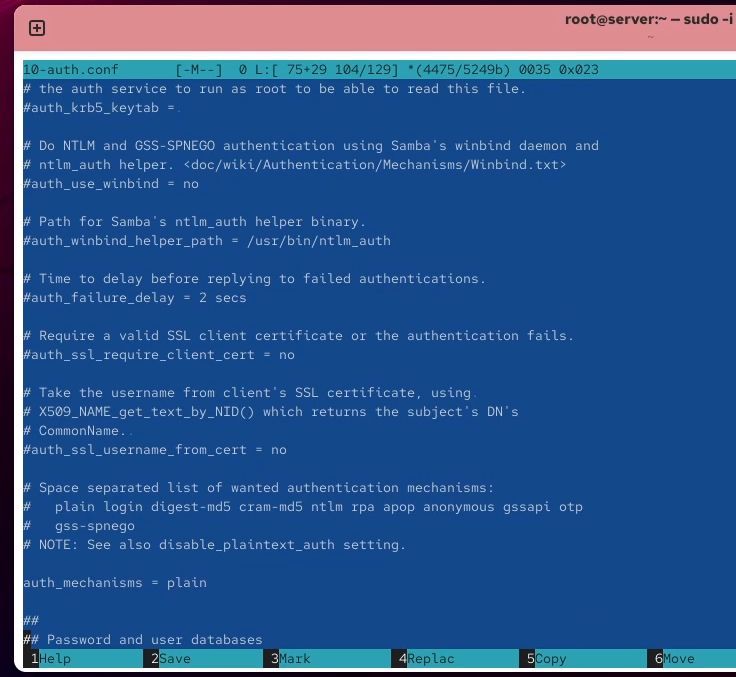 root@server:~ — sudo -i
~
10-auth.conf       [-M--]  0 L:[ 75+29 104/129] *(4475/5249b) 0035 0x023
# the auth service to run as root to be able to read this file.
#auth_krb5_keytab =.
# Do NTLM and GSS-SPNEGO authentication using Samba's winbind daemon and
# ntlm_auth helper. <doc/wiki/Authentication/Mechanisms/Winbind.txt>
#auth_use_winbind = no
# Path for Samba's ntlm_auth helper binary.
#auth_winbind_helper_path = /usr/bin/ntlm_auth
# Time to delay before replying to failed authentications.
#auth_failure_delay = 2 secs
# Require a valid SSL client certificate or the authentication fails.
#auth_ssl_require_client_cert = no
# Take the username from client's SSL certificate, using.
# X509_NAME_get_text_by_NID() which returns the subject's DN's
# CommonName..
#auth_ssl_username_from_cert = no
# Space separated list of wanted authentication mechanisms:
#   plain login digest-md5 cram-md5 ntlm rpa apop anonymous gssapi otp
#   gss-spnego
# NOTE: See also disable_plaintext_auth setting.
auth_mechanisms = plain
##
## Password and user databases
1Help 2Save 3Mark 4Replac 5Copy 6Move